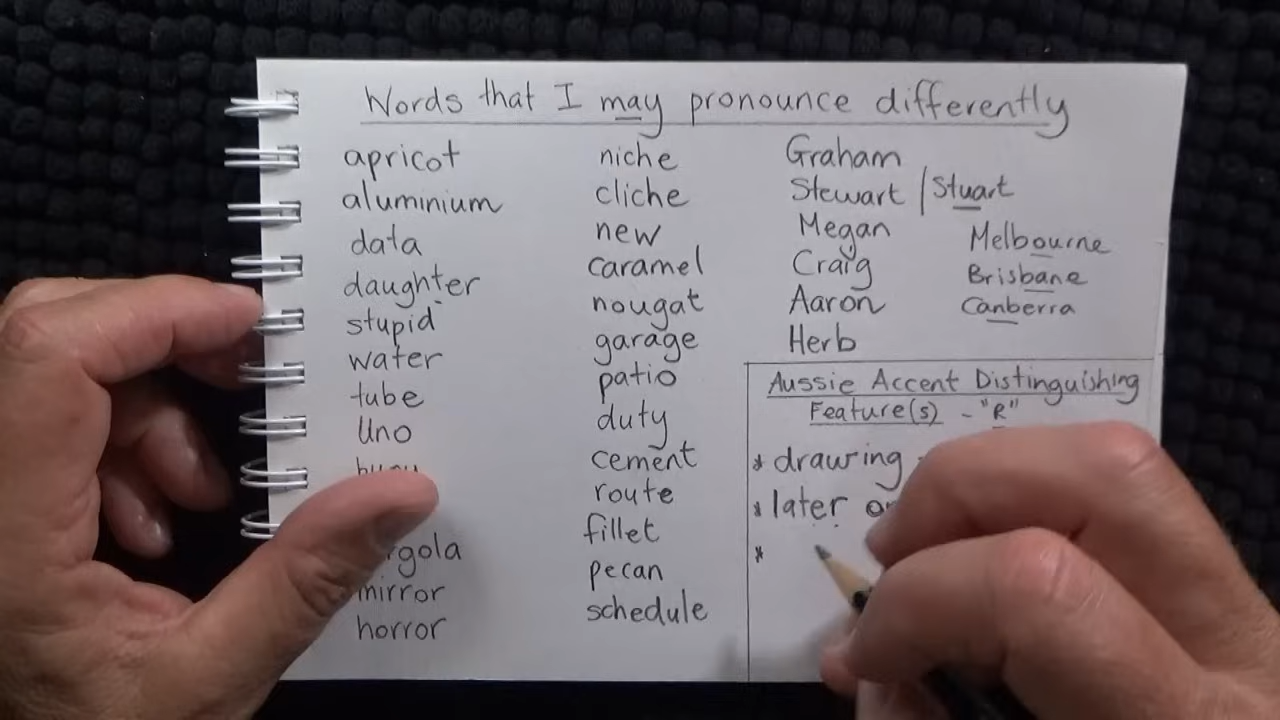 Words that I may pronounce differently
apricot
aluminium
data
daughter
stupid
water
tube
Uno
mirror
horror
niche
cliche
new
caramel
nougat
garage
patio
duty
cement
route
fillet
pecan
schedule
Graham
Stewart / Stuart
Megan
Craig
Aaron
Herb
Melbourne
Brisbane
Canberra
Aussie Accent Distinguishing
Feature(s) - "R"
* drawing
* later
*